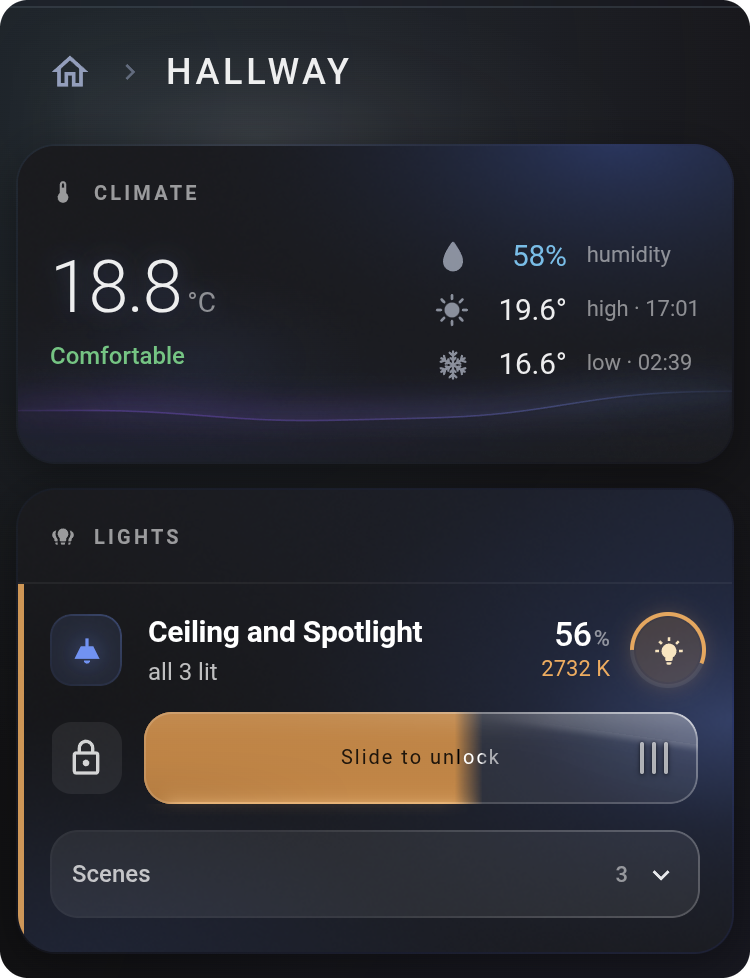 HALLWAY
CLIMATE
18.8 °C
Comfortable
58% humidity
19.6° high · 17:01
16.6° low · 02:39
LIGHTS
Ceiling and Spotlight
all 3 lit
56%
2732 K
Slide to unlock
Scenes 3